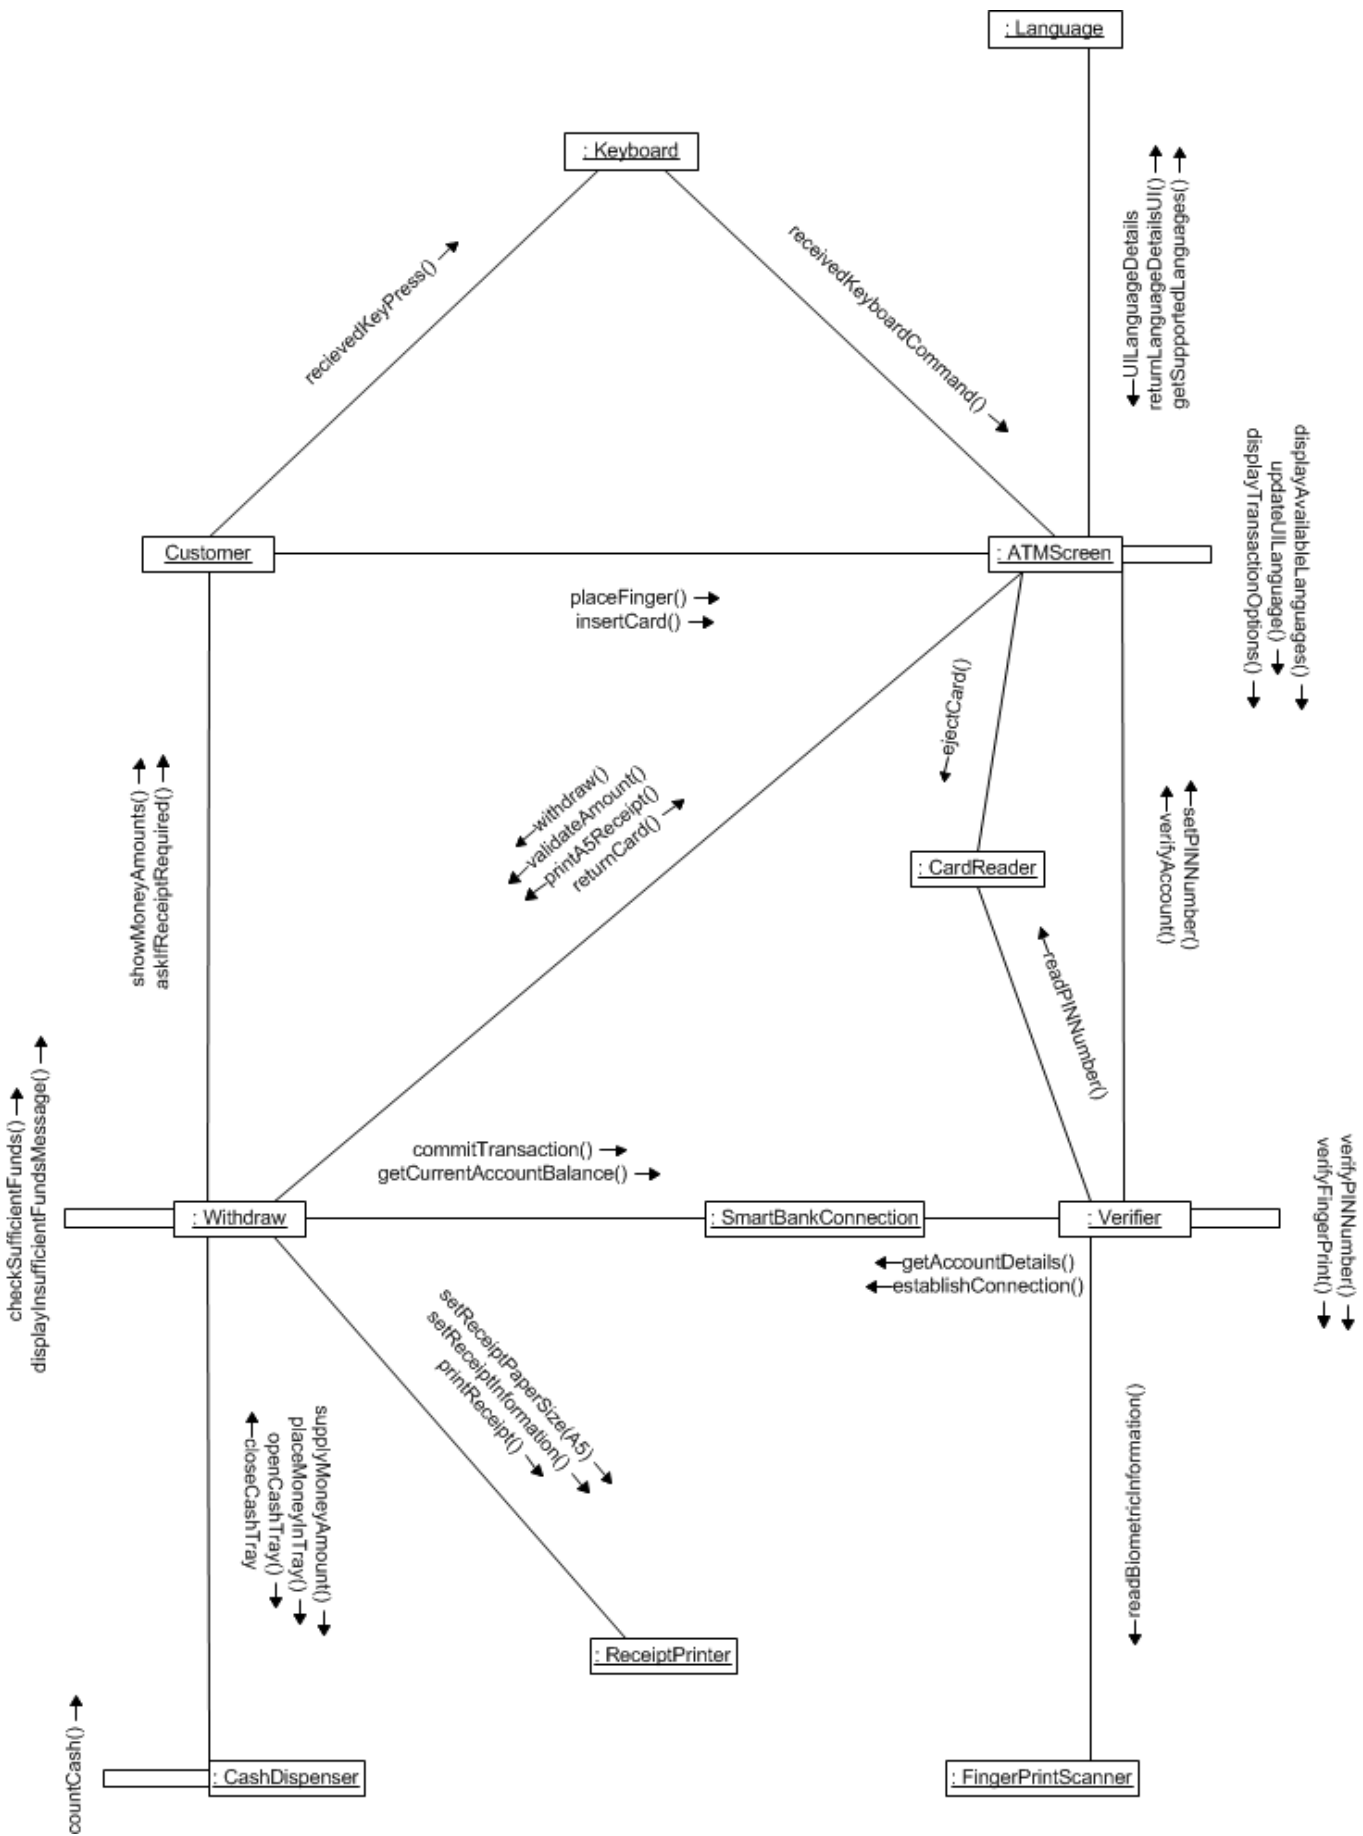 : Language
: Keyboard
UILanguageDetails
returnLanguageDetailsUI()
getSupportedLanguages()
recievedKeyPress()
receivedKeyboardCommand()
displayAvailableLanguages()
updateUILanguage()
displayTransactionOptions()
Customer
: ATMScreen
placeFinger()
insertCard()
ejectCard()
showMoneyAmounts()
askIfReceiptRequired()
withdraw()
validateAmount()
printA5Receipt()
returnCard()
setPINNumber()
verifyAccount()
: CardReader
readPINNumber()
checkSufficientFunds()
displayInsufficientFundsMessage()
commitTransaction()
getCurrentAccountBalance()
verifyPINNumber()
verifyFingerPrint()
: Withdraw
: SmartBankConnection
: Verifier
getAccountDetails()
establishConnection()
setReceiptPaperSize(A5)
setReceiptInformation()
printReceipt()
supplyMoneyAmount()
placeMoneyInTray()
openCashTray()
closeCashTray
readBiometricInformation()
: ReceiptPrinter
countCash()
: CashDispenser
: FingerPrintScanner